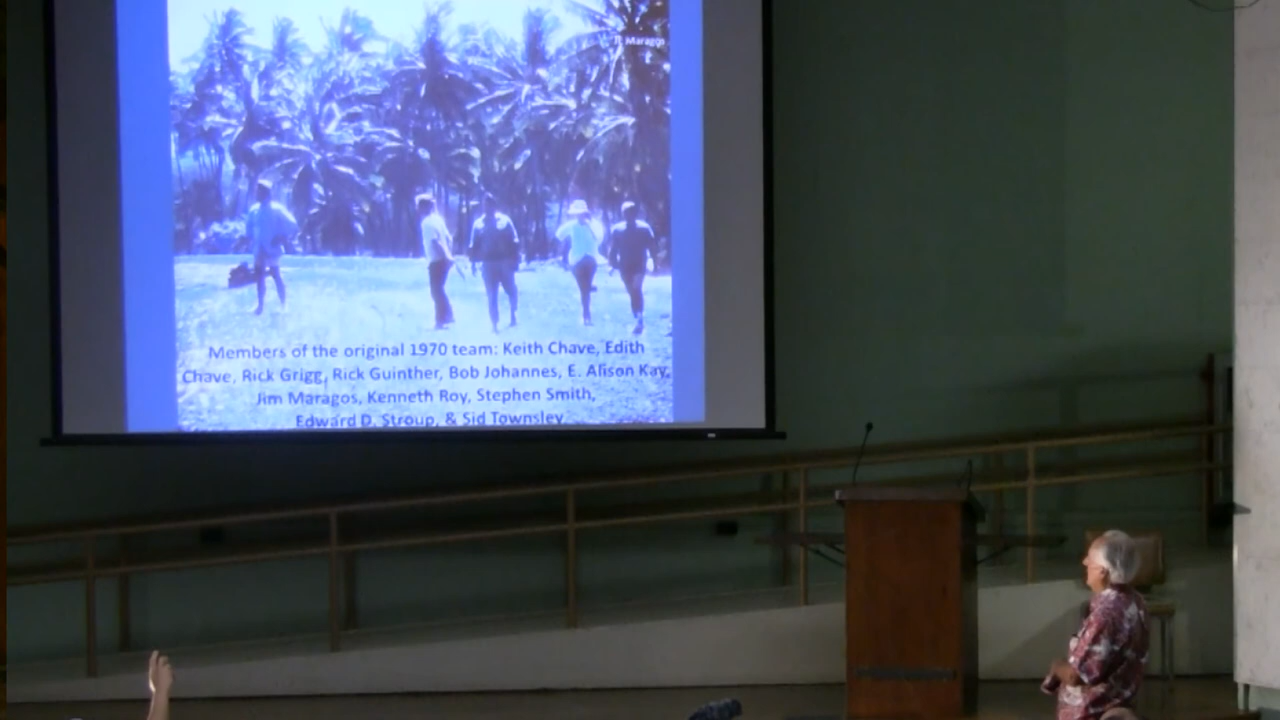 J. Maragos
Members of the original 1970 team: Keith Chave, Edith
Chave, Rick Grigg, Rick Guinther, Bob Johannes, E. Alison Kay,
Jim Maragos, Kenneth Roy, Stephen Smith,
Edward D. Stroup, & Sid Townsley